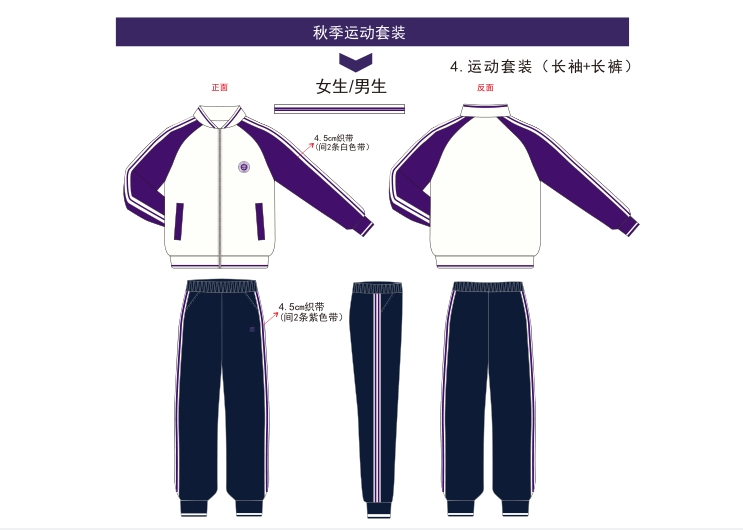 秋季运动套装
4.运动套装（长袖+长裤）
女生/男生
正面
反面
4.5cm织带
(间2条白色带)
4.5cm织带
(间2条紫色带)